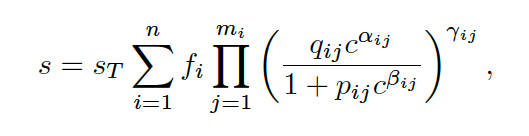 $$s = s_T \sum_{i=1}^{n} f_i \prod_{j=1}^{m_i} \left( \frac{q_{ij} c^{\alpha_{ij}}}{1 + p_{ij} c^{\beta_{ij}}} \right)^{\gamma_{ij}},$$